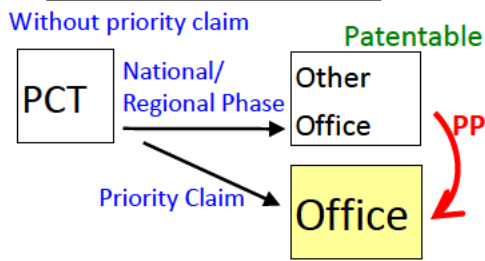 Without priority claim
Patentable
PCT
National/
Regional Phase
Other
Office
PP
Priority Claim
Office